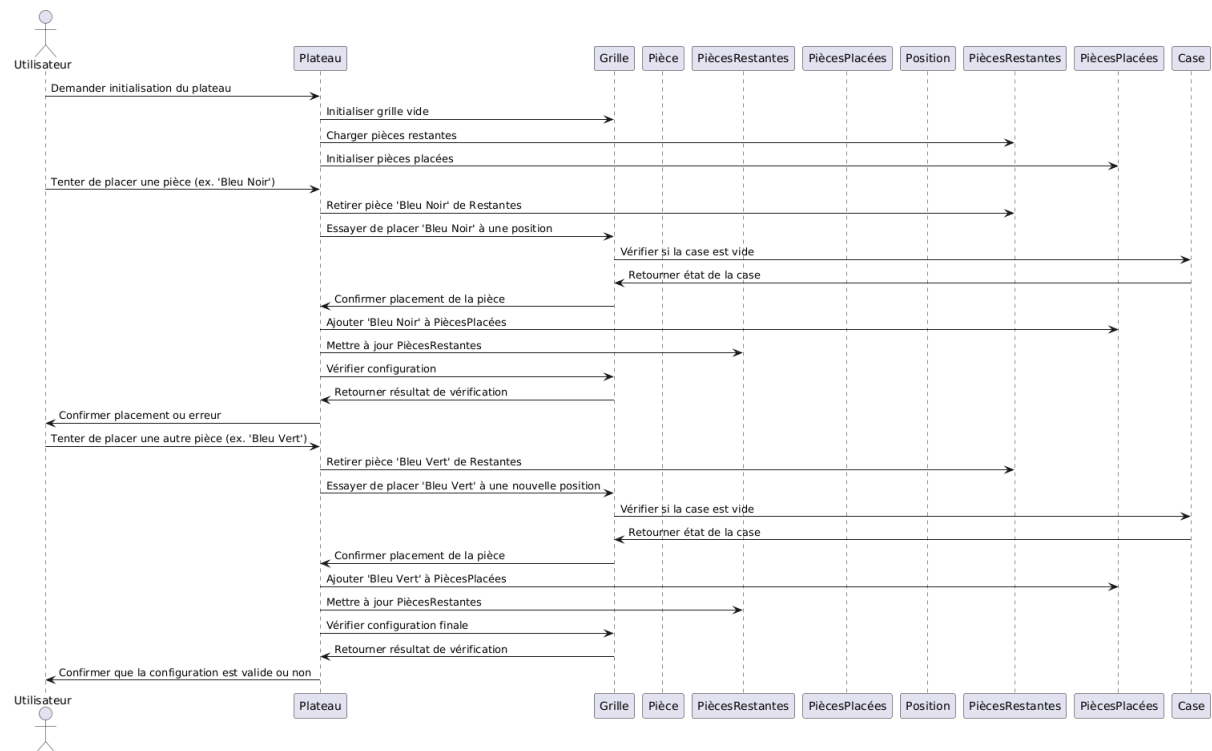 Utilisateur
Plateau
Grille
Pièce
PiècesRestantes
PiècesPlacées
Position
PiècesRestantes
PiècesPlacées
Case
Demander initialisation du plateau
Initialiser grille vide
Charger pièces restantes
Initialiser pièces placées
Tenter de placer une pièce (ex. 'Bleu Noir')
Retirer pièce 'Bleu Noir' de Restantes
Essayer de placer 'Bleu Noir' à une position
Vérifier si la case est vide
Retourner état de la case
Confirmer placement de la pièce
Ajouter 'Bleu Noir' à PiècesPlacées
Mettre à jour PiècesRestantes
Vérifier configuration
Retourner résultat de vérification
Confirmer placement ou erreur
Tenter de placer une autre pièce (ex. 'Bleu Vert')
Retirer pièce 'Bleu Vert' de Restantes
Essayer de placer 'Bleu Vert' à une nouvelle position
Vérifier si la case est vide
Retourner état de la case
Confirmer placement de la pièce
Ajouter 'Bleu Vert' à PiècesPlacées
Mettre à jour PiècesRestantes
Vérifier configuration finale
Retourner résultat de vérification
Confirmer que la configuration est valide ou non
Utilisateur
Plateau
Grille
Pièce
PiècesRestantes
PiècesPlacées
Position
PiècesRestantes
PiècesPlacées
Case